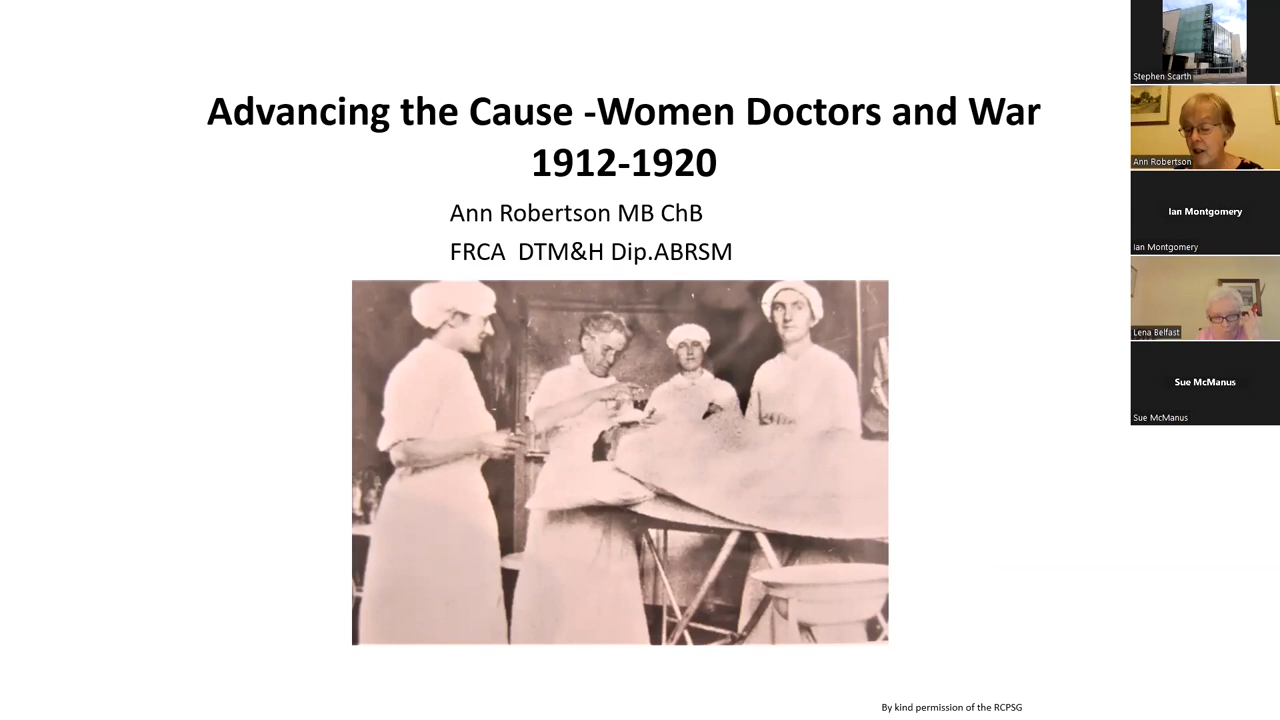 Advancing the Cause -Women Doctors and War
1912-1920
Ann Robertson MB ChB
FRCA  DTM&H Dip.ABRSM
By kind permission of the RCPSG
Stephen Scarth
Ann Robertson
Ian Montgomery
Ian Montgomery
Lena Belfast
Sue McManus
Sue McManus